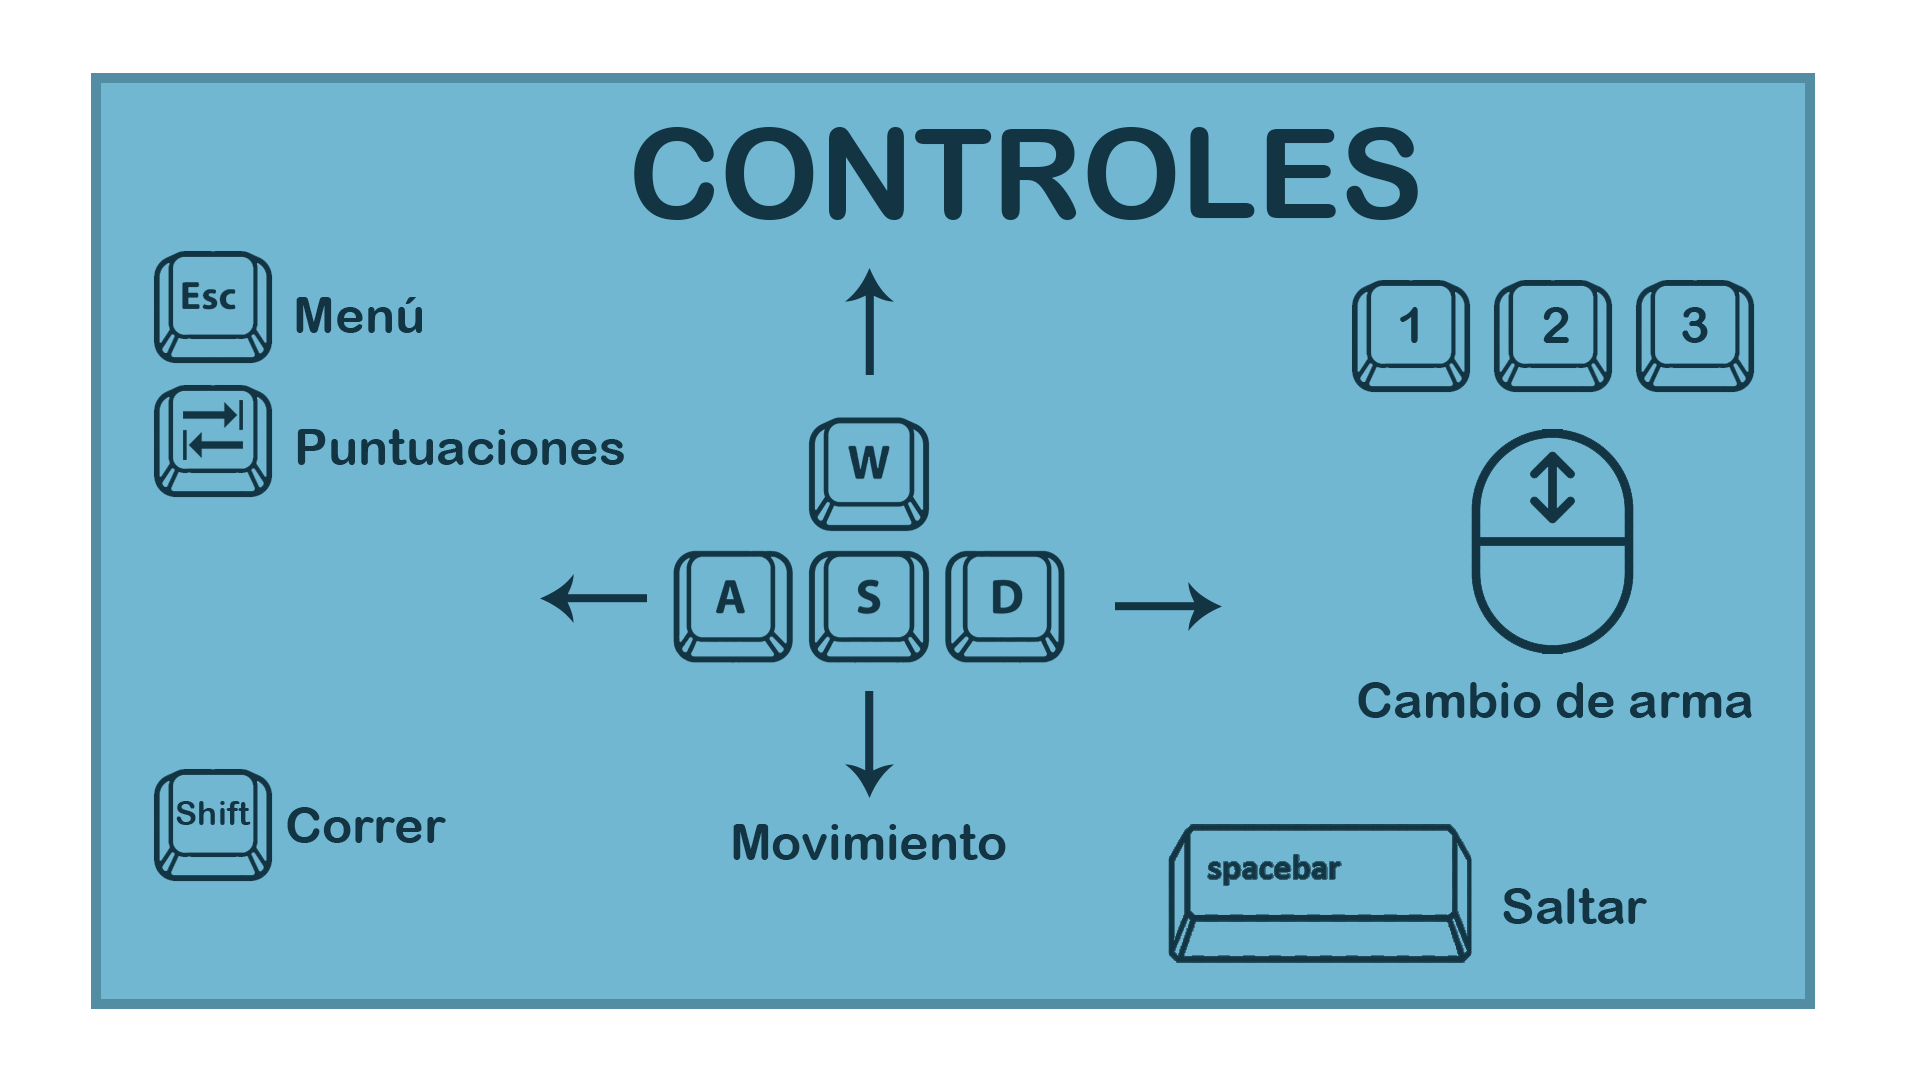 CONTROLES
Esc Menú
Puntuaciones
1 2 3
W
A S D
Cambio de arma
Shift Correr
Movimiento
spacebar Saltar